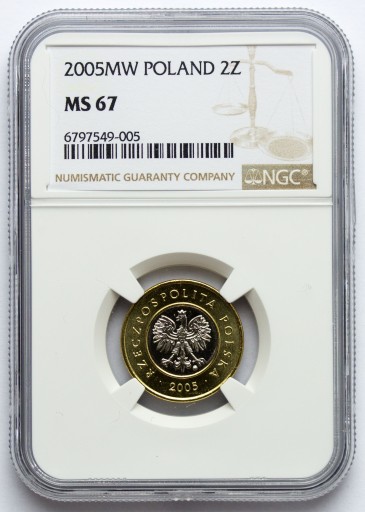 2005MW POLAND 2Z
MS 67
6797549-005
NUMISMATIC GUARANTY COMPANY
NGC
RZECZPOSPOLITA POLSKA
2005